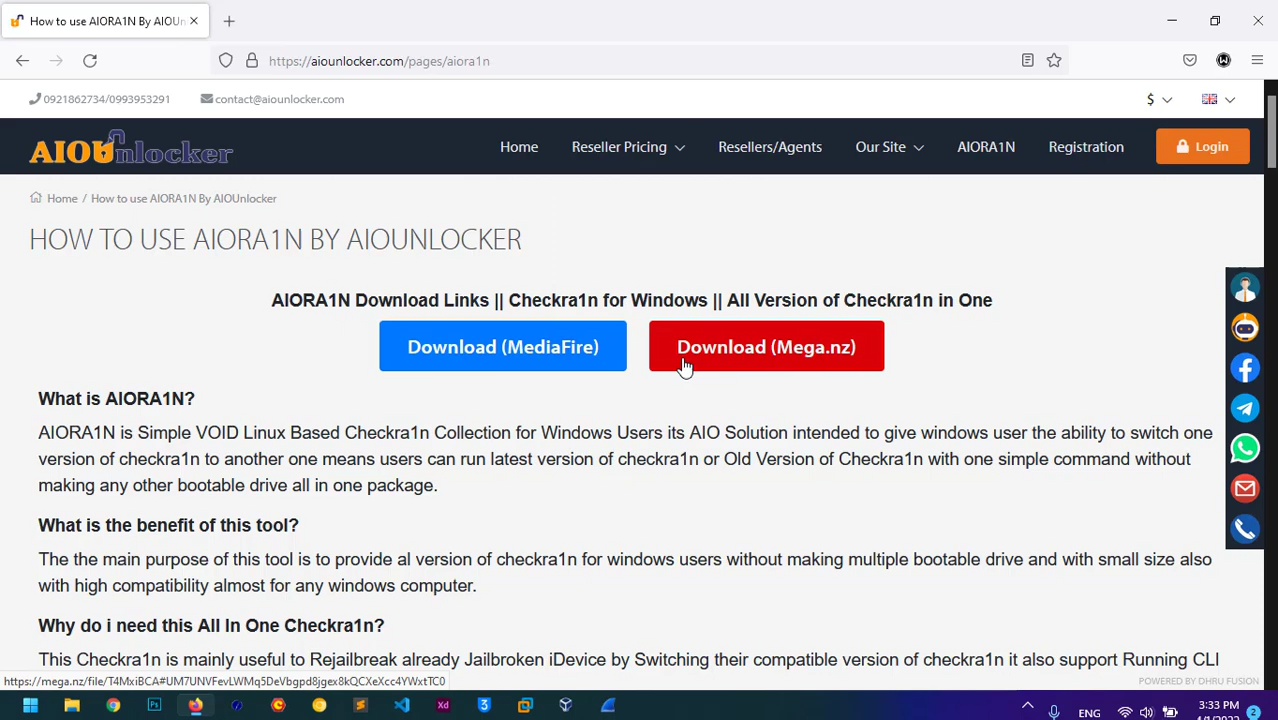 How to use AIORA1N By AIOUn
https://aiounlocker.com/pages/aiora1n
0921862734/0993953291
contact@aiounlocker.com
$
AIOUnlocker
Home
Reseller Pricing
Resellers/Agents
Our Site
AIORA1N
Registration
Login
Home / How to use AIORA1N By AIOUnlocker
HOW TO USE AIORA1N BY AIOUNLOCKER
AIORA1N Download Links || Checkra1n for Windows || All Version of Checkra1n in One
Download (MediaFire)
Download (Mega.nz)
What is AIORA1N?
AIORA1N is Simple VOID Linux Based Checkra1n Collection for Windows Users its AIO Solution intended to give windows user the ability to switch one
version of checkra1n to another one means users can run latest version of checkra1n or Old Version of Checkra1n with one simple command without
making any other bootable drive all in one package.
What is the benefit of this tool?
The the main purpose of this tool is to provide al version of checkra1n for windows users without making multiple bootable drive and with small size also
with high compatibility almost for any windows computer.
Why do i need this All In One Checkra1n?
This Checkra1n is mainly useful to Rejailbreak already Jailbroken iDevice by Switching their compatible version of checkra1n it also support Running CLI
https://mega.nz/file/T4MxiBCA#UM7UNVFevLWMq5DeVbgpd8jgex8kQCXeXcc4YWxtTC0
POWERED BY DHRU FUSION
Ps
Xd
3
ENG
3:33 PM
2